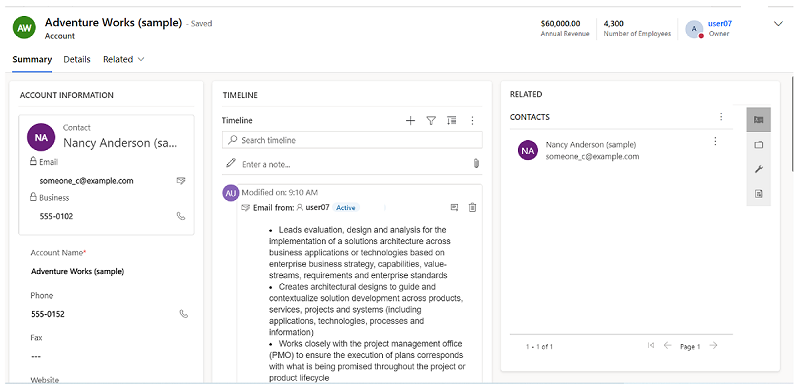 AW
Adventure Works (sample) - Saved
Account
$60,000.00
Annual Revenue
4,300
Number of Employees
A
user07
Owner
Summary Details Related
ACCOUNT INFORMATION
NA
Contact
Nancy Anderson (sa...
Email
someone_c@example.com
Business
555-0102
Account Name*
Adventure Works (sample)
Phone
555-0152
Fax
---
Website
TIMELINE
Timeline
Search timeline
Enter a note...
AU
Modified on: 9:10 AM
Email from: user07 Active
• Leads evaluation, design and analysis for the
implementation of a solutions architecture across
business applications or technologies based on
enterprise business strategy, capabilities, value-
streams, requirements and enterprise standards
• Creates architectural designs to guide and
contextualize solution development across products,
services, projects and systems (including
applications, technologies, processes and
information)
• Works closely with the project management office
(PMO) to ensure the execution of plans corresponds
with what is being promised throughout the project or
product lifecycle
RELATED
CONTACTS
NA
Nancy Anderson (sample)
someone_c@example.com
1 - 1 of 1
Page 1